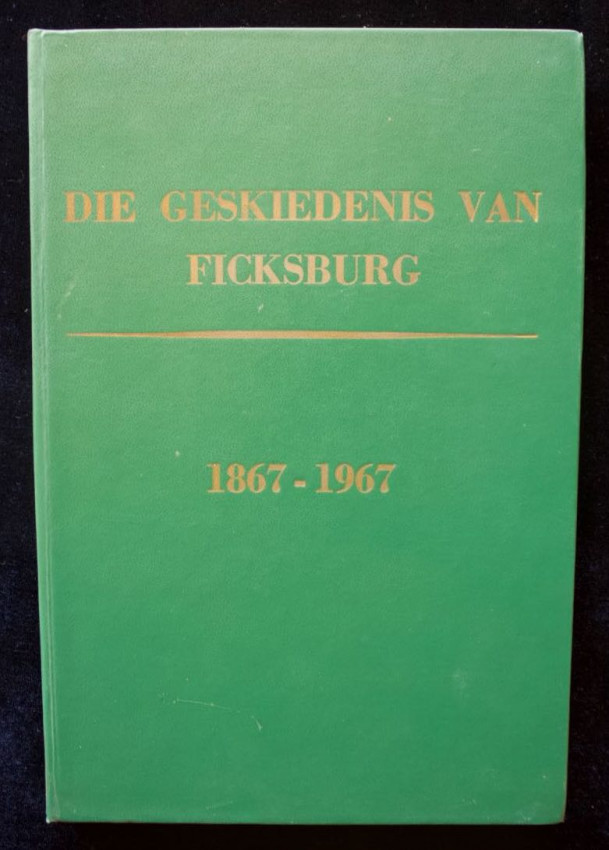 DIE GESKIEDENIS VAN
FICKSBURG
1867 - 1967